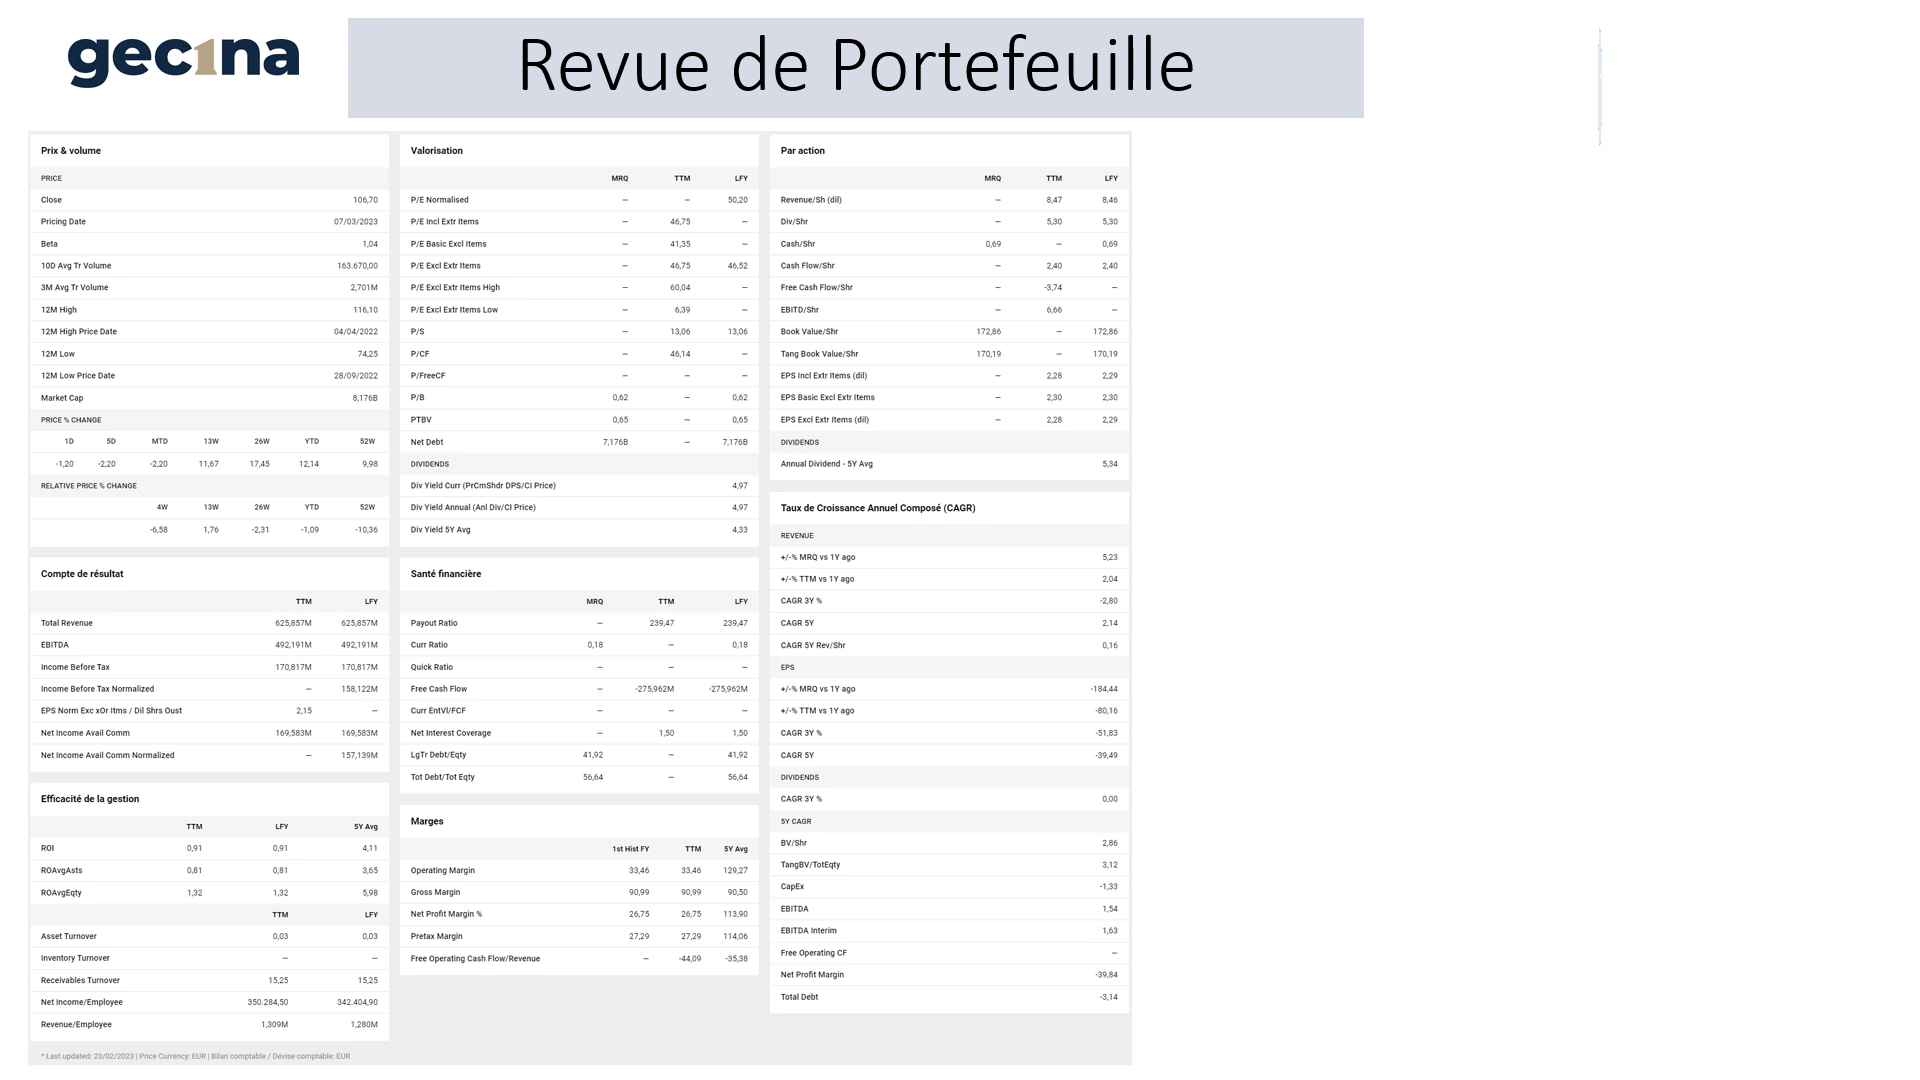 gec1na
Revue de Portefeuille
Prix & volume
PRICE
Close 106,70
Pricing Date 07/03/2023
Beta 1,04
10D Avg Tr Volume 163.670,00
3M Avg Tr Volume 2,701M
12M High 116,10
12M High Price Date 04/04/2022
12M Low 74,25
12M Low Price Date 28/09/2022
Market Cap 8,176B
PRICE % CHANGE
1D 5D MTD 13W 26W YTD 52W
-1,20 -2,20 -2,20 11,67 17,45 12,14 9,98
RELATIVE PRICE % CHANGE
4W 13W 26W YTD 52W
-6,58 1,76 -2,31 -1,09 -10,36
Compte de résultat
TTM LFY
Total Revenue 625,857M 625,857M
EBITDA 492,191M 492,191M
Income Before Tax 170,817M 170,817M
Income Before Tax Normalized – 158,122M
EPS Norm Exc xOr Itms / Dil Shrs Oust 2,15 –
Net Income Avail Comm 169,583M 169,583M
Net Income Avail Comm Normalized – 157,139M
Efficacité de la gestion
TTM LFY 5Y Avg
ROI 0,91 0,91 4,11
ROAvgAsts 0,81 0,81 3,65
ROAvgEqty 1,32 1,32 5,98
TTM LFY
Asset Turnover 0,03 0,03
Inventory Turnover – –
Receivables Turnover 15,25 15,25
Net Income/Employee 350.284,50 342.404,90
Revenue/Employee 1,309M 1,280M
* Last updated: 23/02/2023 | Price Currency: EUR | Bilan comptable / Devise comptable: EUR
Valorisation
MRQ TTM LFY
P/E Normalised – – 50,20
P/E Incl Extr Items – 46,75 –
P/E Basic Excl Items – 41,35 –
P/E Excl Extr Items – 46,75 46,52
P/E Excl Extr Items High – 60,04 –
P/E Excl Extr Items Low – 6,39 –
P/S – 13,06 13,06
P/CF – 46,14 –
P/FreeCF – – –
P/B 0,62 – 0,62
PTBV 0,65 – 0,65
Net Debt 7,176B – 7,176B
DIVIDENDS
Div Yield Curr (PrCmShdr DPS/Cl Price) 4,97
Div Yield Annual (Anl Div/Cl Price) 4,97
Div Yield 5Y Avg 4,33
Santé financière
MRQ TTM LFY
Payout Ratio – 239,47 239,47
Curr Ratio 0,18 – 0,18
Quick Ratio – – –
Free Cash Flow – -275,962M -275,962M
Curr EntVl/FCF – – –
Net Interest Coverage – 1,50 1,50
LgTr Debt/Eqty 41,92 – 41,92
Tot Debt/Tot Eqty 56,64 – 56,64
Marges
1st Hist FY TTM 5Y Avg
Operating Margin 33,46 33,46 129,27
Gross Margin 90,99 90,99 90,50
Net Profit Margin % 26,75 26,75 113,90
Pretax Margin 27,29 27,29 114,06
Free Operating Cash Flow/Revenue – -44,09 -35,38
Par action
MRQ TTM LFY
Revenue/Sh (dil) – 8,47 8,46
Div/Shr – 5,30 5,30
Cash/Shr 0,69 – 0,69
Cash Flow/Shr – 2,40 2,40
Free Cash Flow/Shr – -3,74 –
EBITD/Shr – 6,66 –
Book Value/Shr 172,86 – 172,86
Tang Book Value/Shr 170,19 – 170,19
EPS Incl Extr Items (dil) – 2,28 2,29
EPS Basic Excl Extr Items – 2,30 2,30
EPS Excl Extr Items (dil) – 2,28 2,29
DIVIDENDS
Annual Dividend - 5Y Avg 5,34
Taux de Croissance Annuel Composé (CAGR)
REVENUE
+/-% MRQ vs 1Y ago 5,23
+/-% TTM vs 1Y ago 2,04
CAGR 3Y % -2,80
CAGR 5Y 2,14
CAGR 5Y Rev/Shr 0,16
EPS
+/-% MRQ vs 1Y ago -184,44
+/-% TTM vs 1Y ago -80,16
CAGR 3Y % -51,83
CAGR 5Y -39,49
DIVIDENDS
CAGR 3Y % 0,00
5Y CAGR
BV/Shr 2,86
TangBV/TotEqty 3,12
CapEx -1,33
EBITDA 1,54
EBITDA Interim 1,63
Free Operating CF –
Net Profit Margin -39,84
Total Debt -3,14